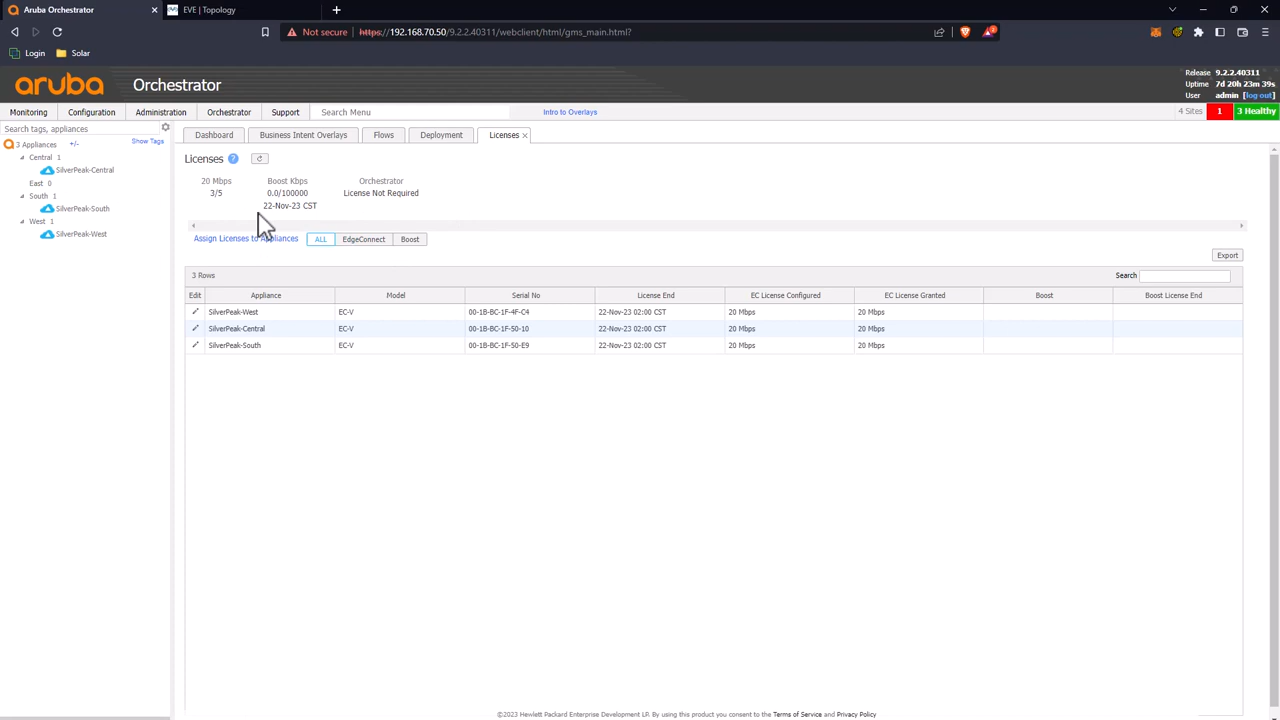 Aruba Orchestrator
EVE | Topology
Not secure https://192.168.70.50/9.2.2.40311/webclient/html/gms_main.html?
Login Solar
aruba Orchestrator
Release 9.2.2.40311
Uptime 7d 20h 23m 39s
User admin [log out]
Monitoring Configuration Administration Orchestrator Support Search Menu Intro to Overlays 4 Sites 1 3 Healthy
Search tags, appliances
3 Appliances +/- Show Tags
Central 1
SilverPeak-Central
East 0
South 1
SilverPeak-South
West 1
SilverPeak-West
Dashboard Business Intent Overlays Flows Deployment Licenses
Licenses ?
20 Mbps Boost Kbps Orchestrator
3/5 0.0/100000 License Not Required
22-Nov-23 CST
Assign Licenses to Appliances ALL EdgeConnect Boost
Export
3 Rows Search
Edit Appliance Model Serial No License End EC License Configured EC License Granted Boost Boost License End
SilverPeak-West EC-V 00-1B-BC-1F-4F-C4 22-Nov-23 02:00 CST 20 Mbps 20 Mbps
SilverPeak-Central EC-V 00-1B-BC-1F-50-10 22-Nov-23 02:00 CST 20 Mbps 20 Mbps
SilverPeak-South EC-V 00-1B-BC-1F-50-E9 22-Nov-23 02:00 CST 20 Mbps 20 Mbps
©2023 Hewlett Packard Enterprise Development LP. By using this product you consent to the Terms of Service and Privacy Policy